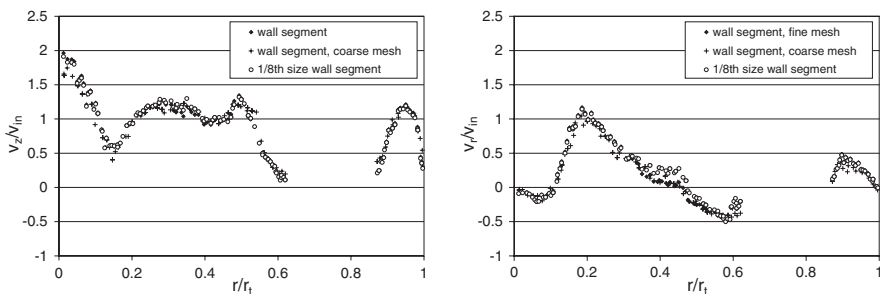 2.5
2
1.5
1
0.5
0
-0.5
-1
v_z/v_in
0 0.2 0.4 0.6 0.8 1
r/r_t
wall segment
wall segment, coarse mesh
1/8th size wall segment
2.5
2
1.5
1
0.5
0
-0.5
-1
v_r/v_in
0 0.2 0.4 0.6 0.8 1
r/r_t
wall segment, fine mesh
wall segment, coarse mesh
1/8th size wall segment